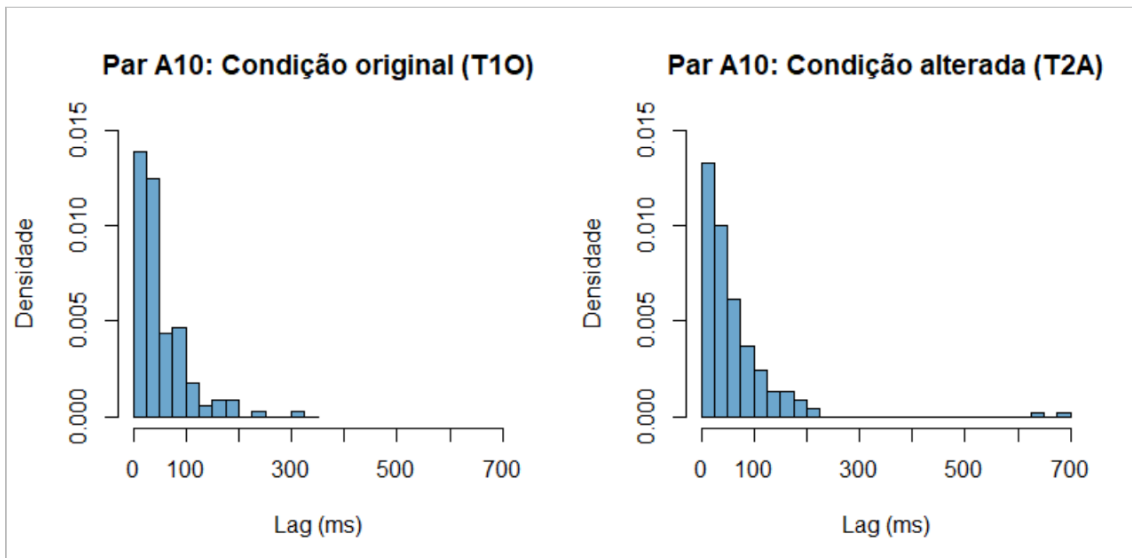 Par A10: Condição original (T1O)
Densidade
0.015
0.010
0.005
0.000
0 100 300 500 700
Lag (ms)
Par A10: Condição alterada (T2A)
Densidade
0.015
0.010
0.005
0.000
0 100 300 500 700
Lag (ms)